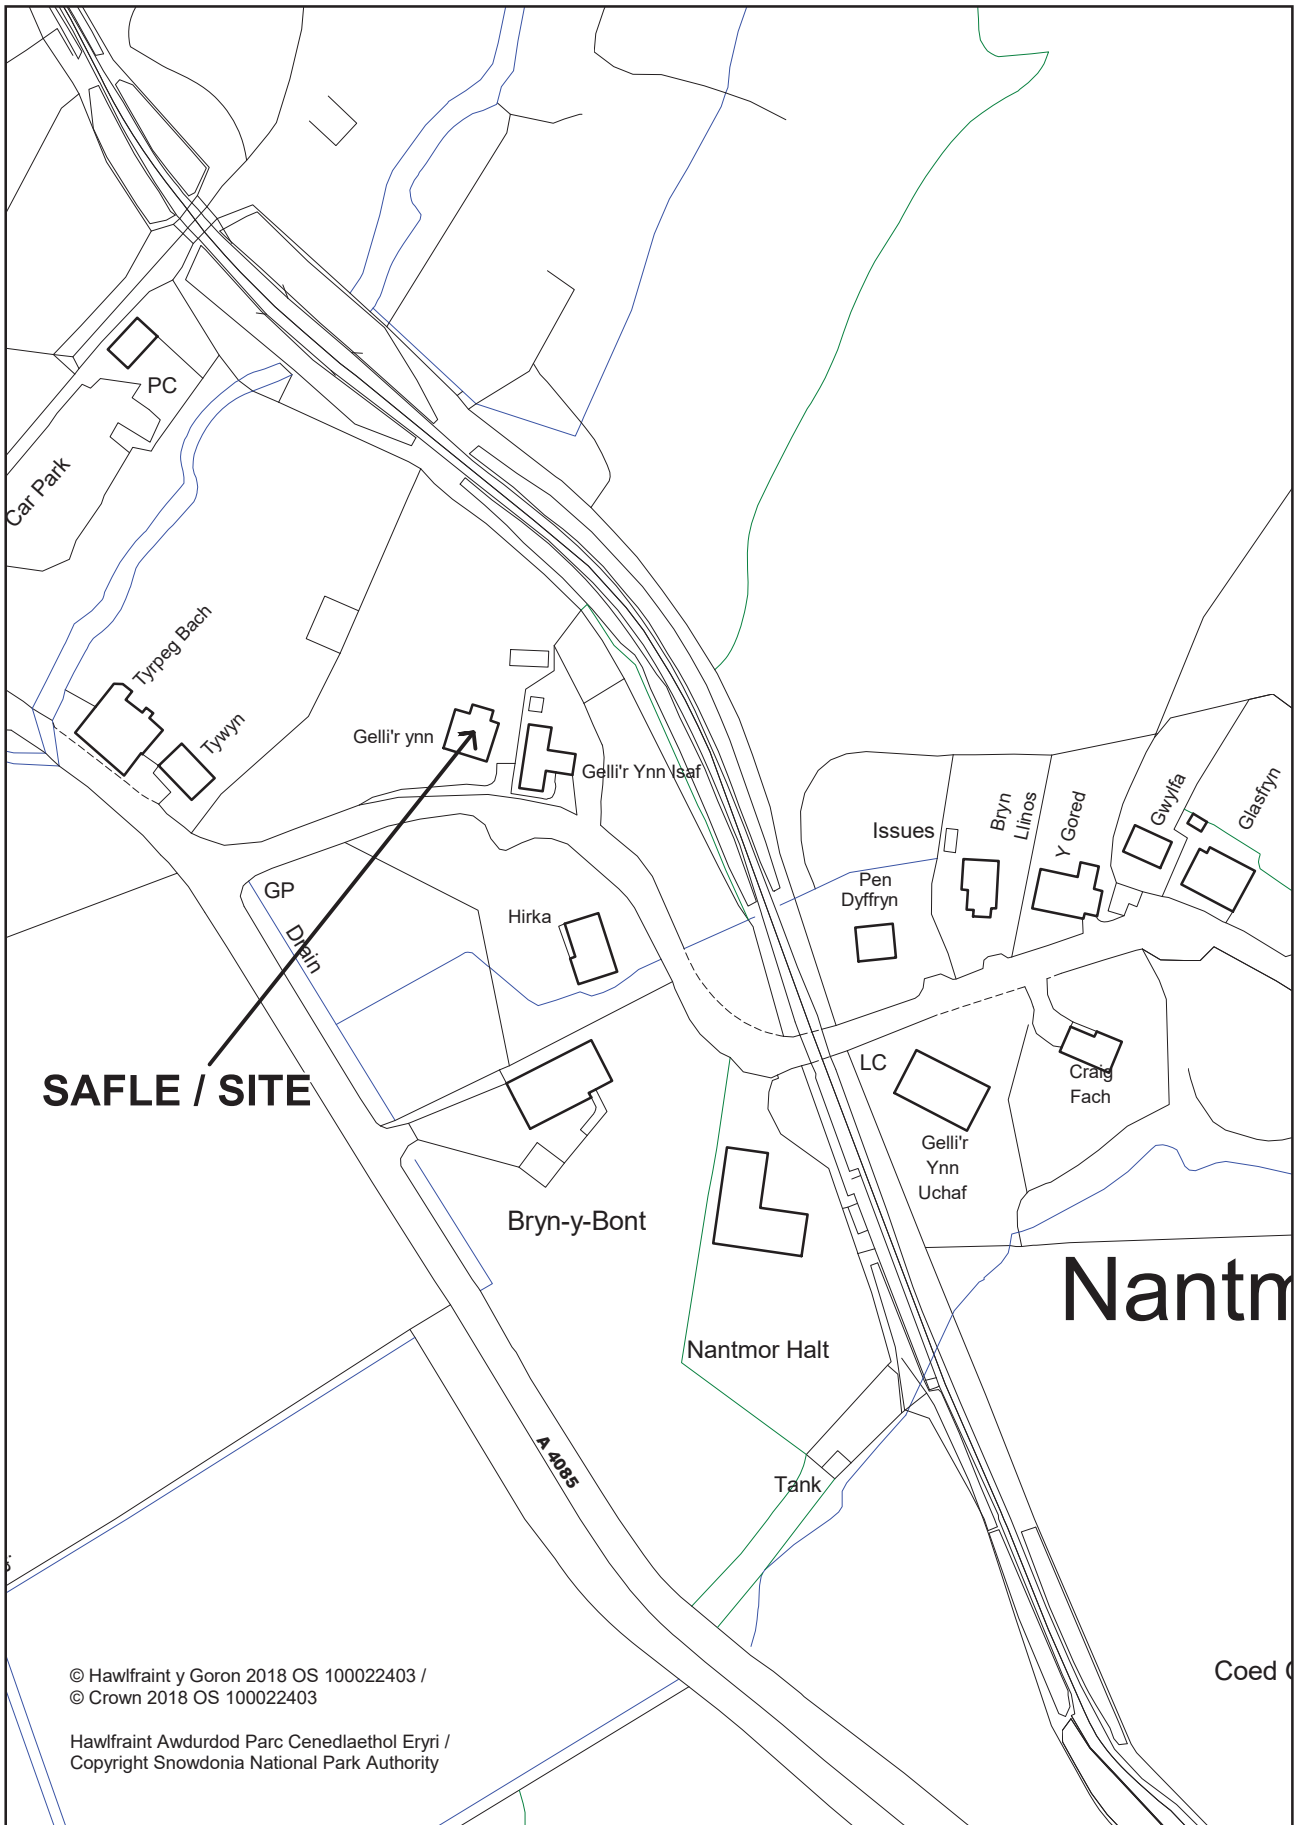 PC
Car Park
Tyrpeg Bach
Tywyn
Gelli'r ynn
Gelli'r Ynn Isaf
Issues
Bryn
Llinos
Y Gored
Gwylfa
Glasfryn
Pen
Dyffryn
GP
Drain
Hirka
LC
Craig
Fach
SAFLE / SITE
Gelli'r
Ynn
Uchaf
Bryn-y-Bont
Nantm
Nantmor Halt
A 4085
Tank
Coed
© Hawlfraint y Goron 2018 OS 100022403 /
© Crown 2018 OS 100022403
Hawlfraint Awdurdod Parc Cenedlaethol Eryri /
Copyright Snowdonia National Park Authority